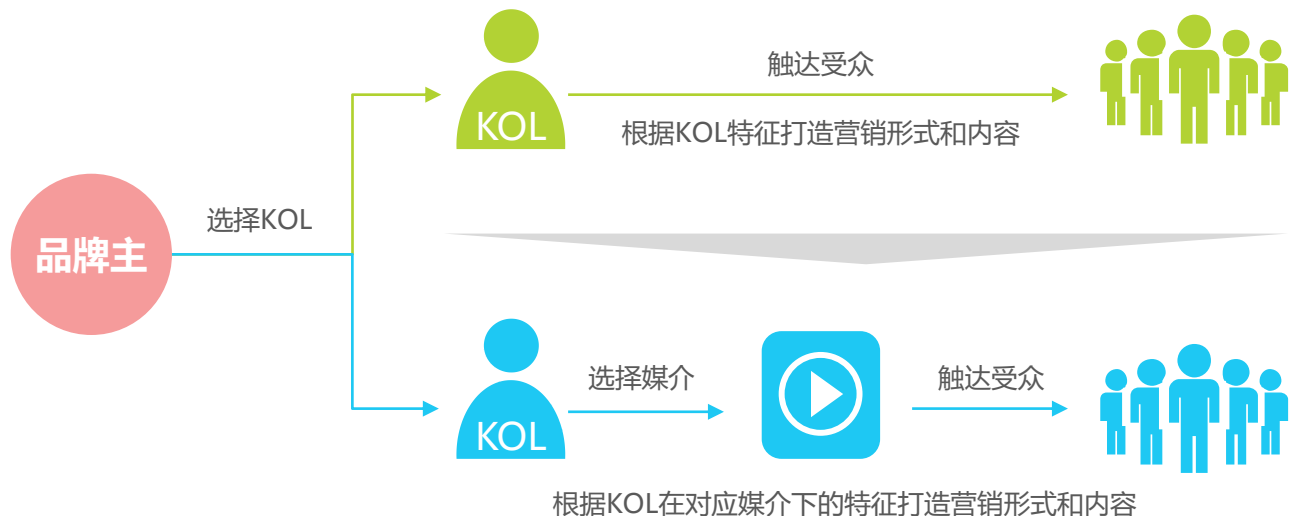 触达受众
KOL
根据KOL特征打造营销形式和内容
选择KOL
品牌主
选择媒介
触达受众
KOL
根据KOL在对应媒介下的特征打造营销形式和内容